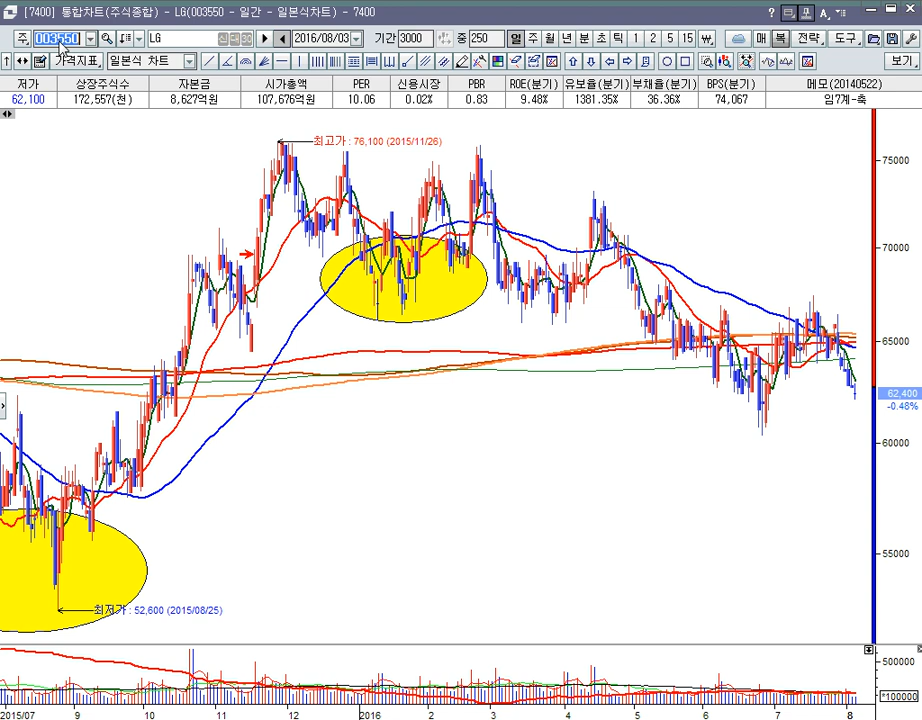 [7400] 통합차트(주식종합) - LG(003550 - 일간 - 일본식차트) - 7400
주 003550 LG 신 대 30 2016/08/03 기간 3000 중 250 일 주 월 년 분 초 틱 1 2 5 15 매 복 전략 도구
가격지표 일본식 차트 보기
저가 상장주식수 자본금 시가총액 PER 신용시장 PBR ROE(분기) 유보율(분기) 부채율(분기) BPS(분기) 메모(20140522)
62,100 172,557(천) 8,627억원 107,676억원 10.06 0.02% 0.83 9.48% 1381.35% 36.36% 74,067 임7계-축
최고가 : 76,100 (2015/11/26)
75000
70000
65000
62,400
-0.48%
60000
55000
최저가 : 52,600 (2015/08/25)
500000
*100000
2015/07 9 10 11 12 2016 2 3 4 5 6 7 8